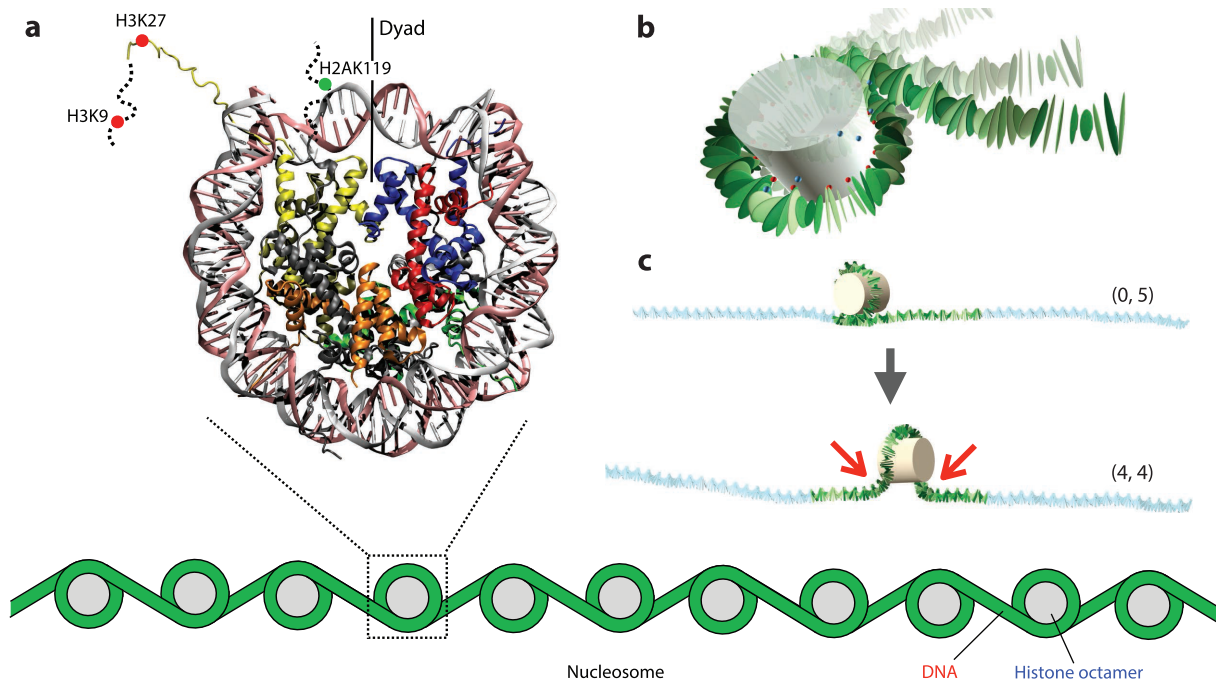 a
H3K27
H3K9
H2AK119
Dyad
b
c
(0, 5)
(4, 4)
Nucleosome
DNA
Histone octamer